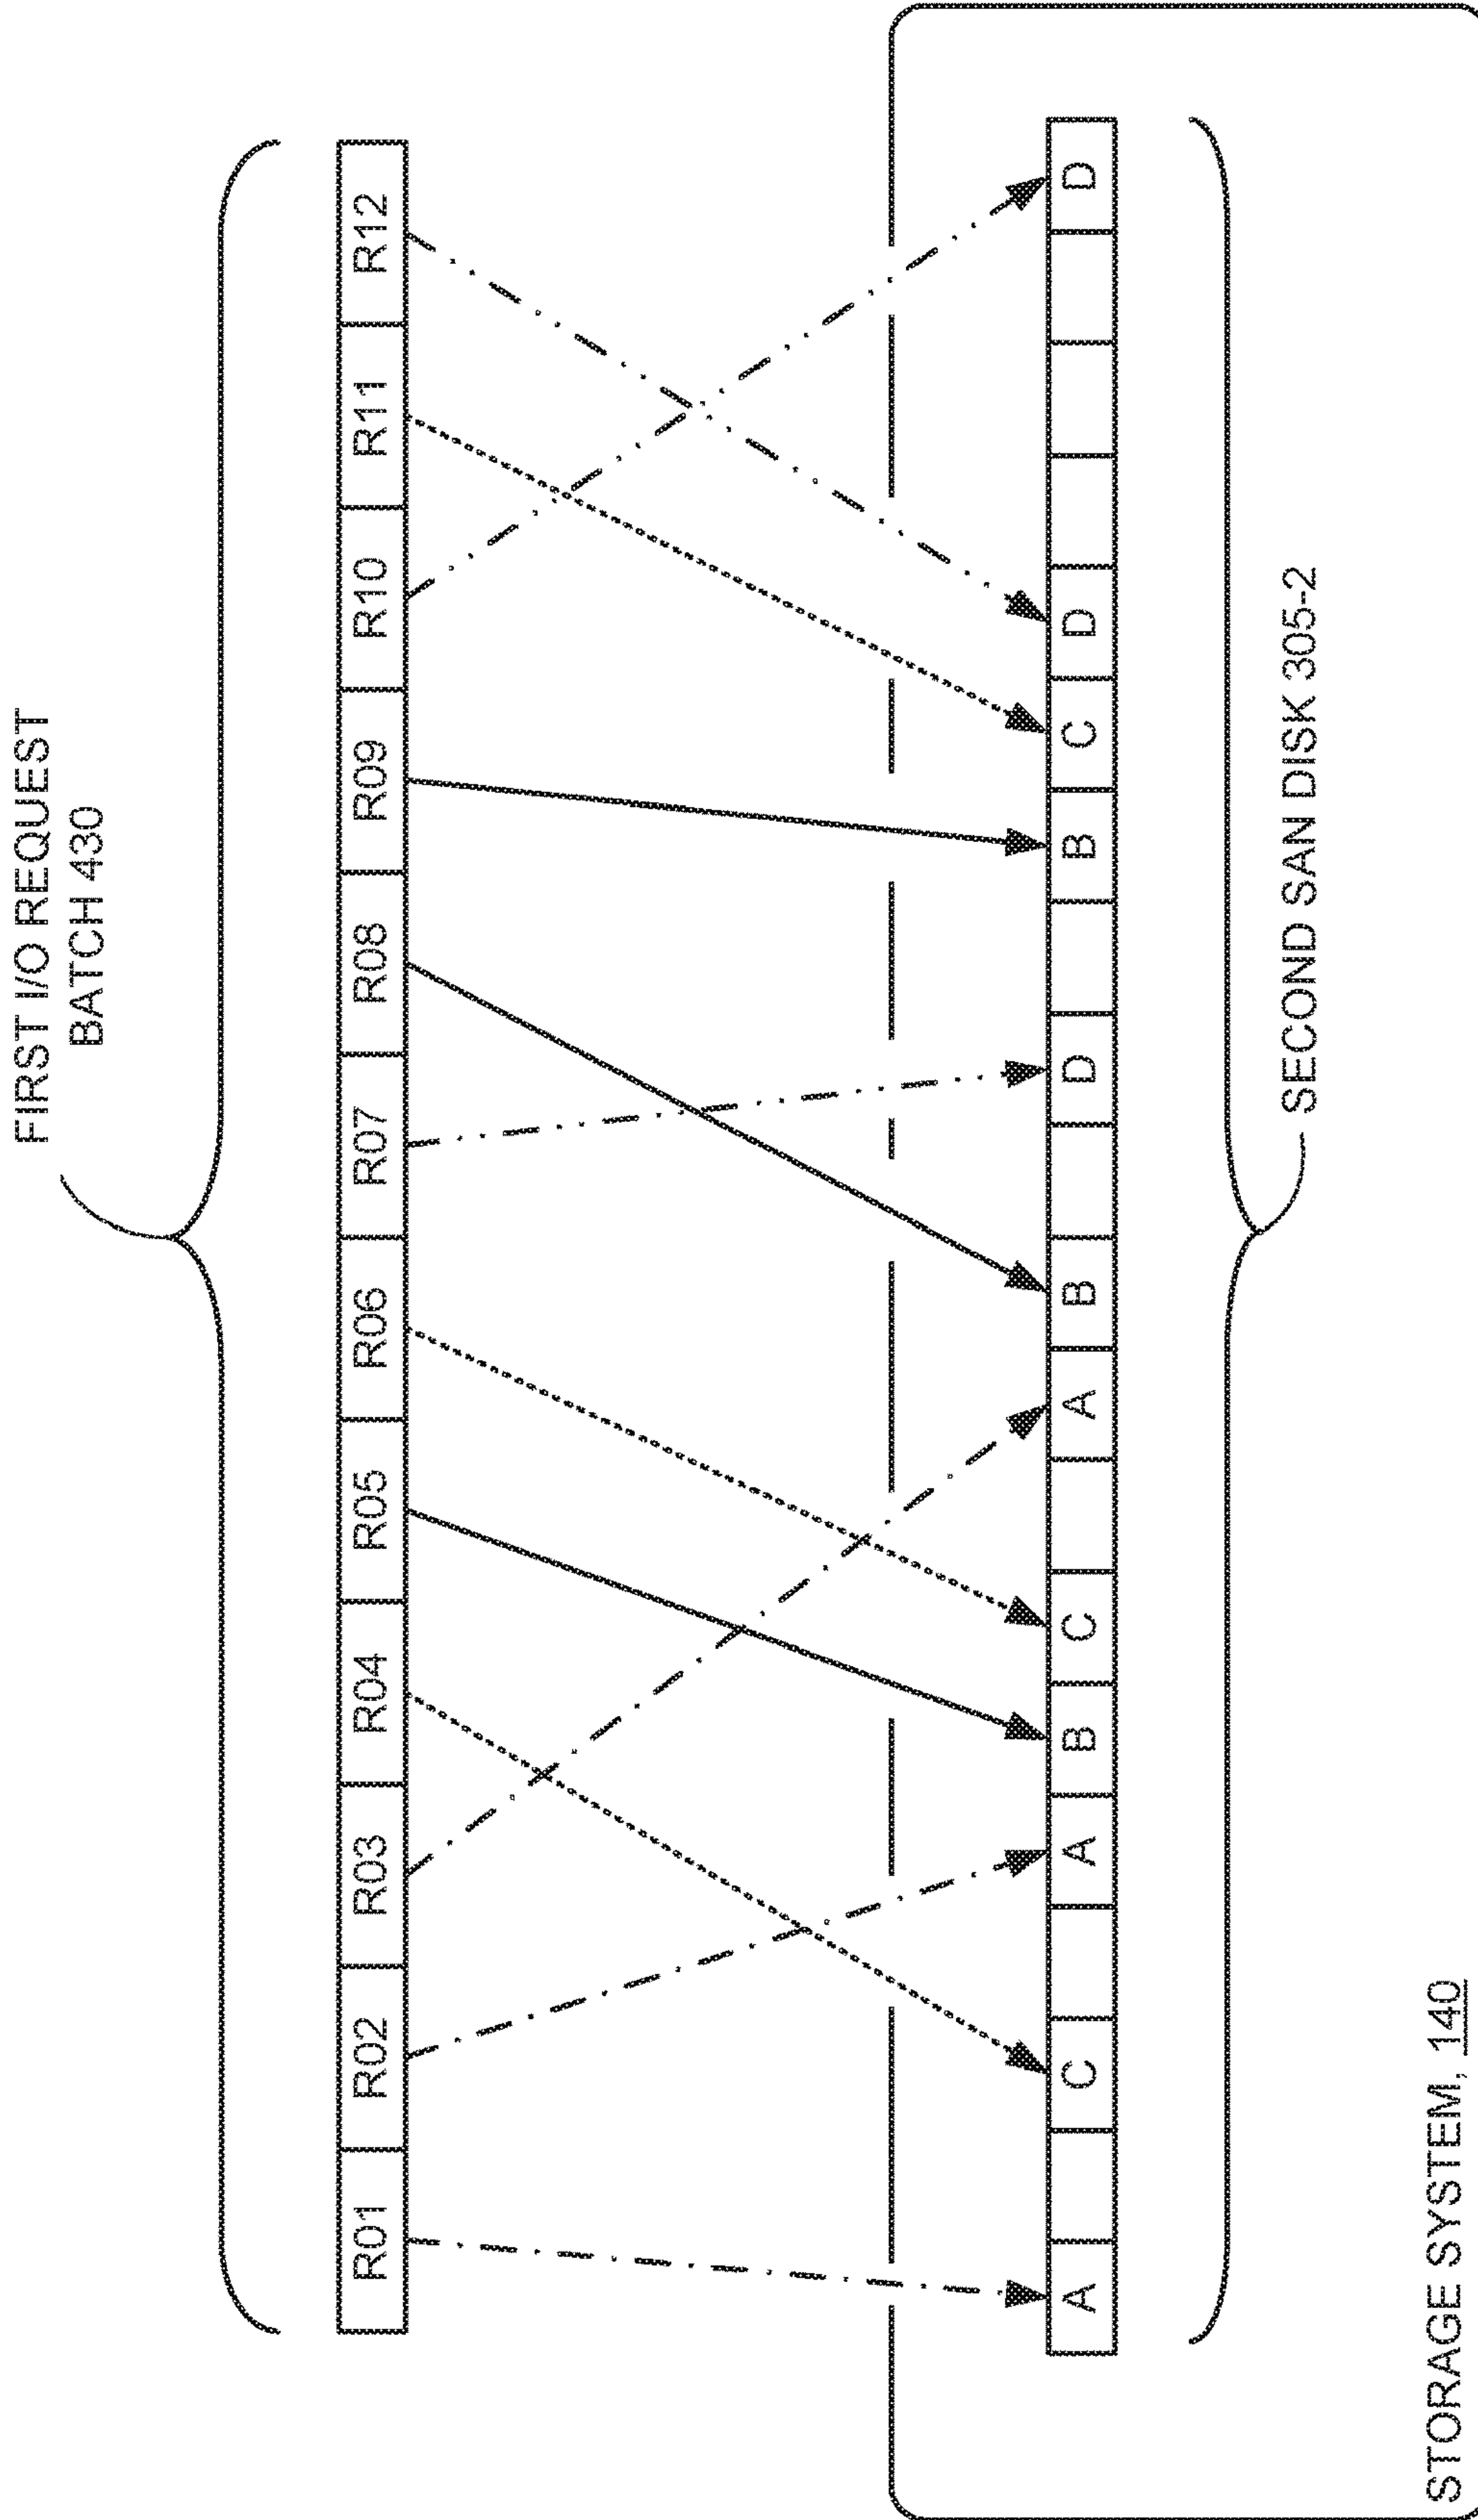 FIRST I/O REQUEST
BATCH 430
R01 R02 R03 R04 R05 R06 R07 R08 R09 R10 R11 R12
A C A B C A B D B C D D
SECOND SAN DISK 305-2
STORAGE SYSTEM, 140